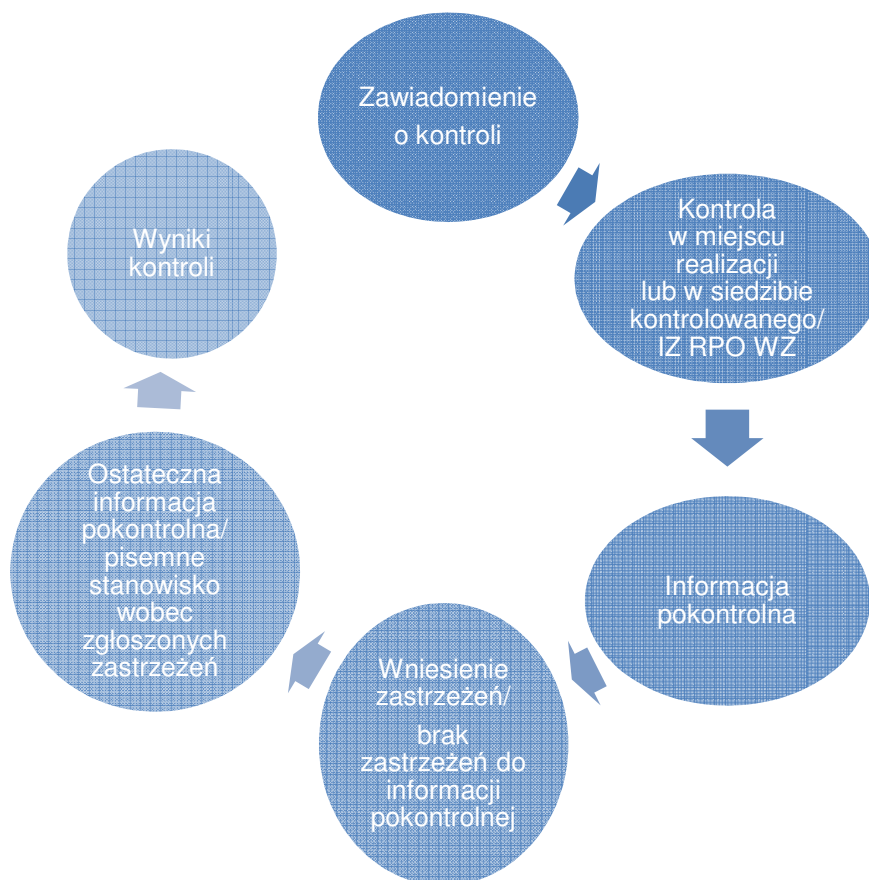 Zawiadomienie
o kontroli
Kontrola
w miejscu
realizacji
lub w siedzibie
kontrolowanego/
IZ RPO WZ
Informacja
pokontrolna
Wniesienie
zastrzeżeń/
brak
zastrzeżeń do
informacji
pokontrolnej
Ostateczna
informacja
pokontrolna/
pisemne
stanowisko
wobec
zgłoszonych
zastrzeżeń
Wyniki
kontroli